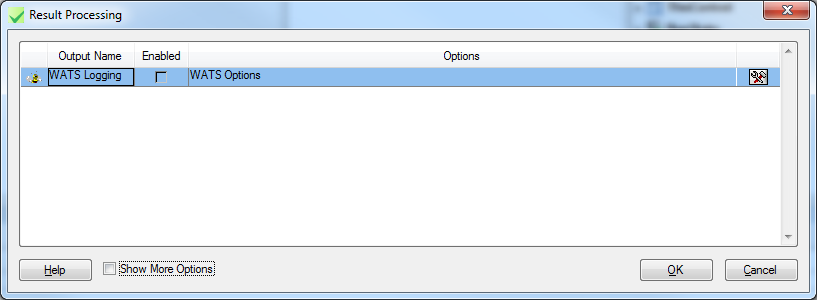 Result Processing
Output Name Enabled Options
WATS Logging WATS Options
Help Show More Options OK Cancel